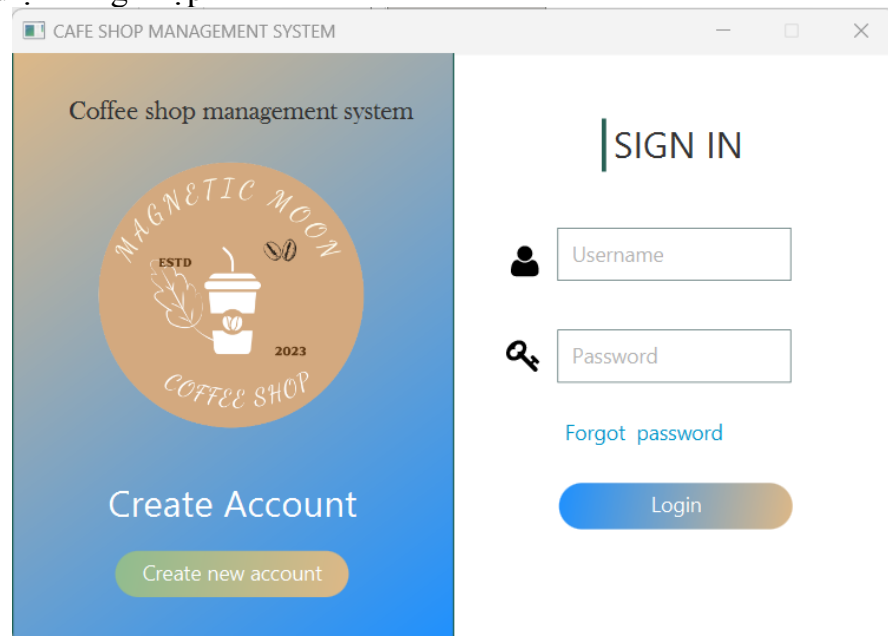 CAFE SHOP MANAGEMENT SYSTEM
Coffee shop management system
MAGNETIC MOON
ESTD
2023
COFFEE SHOP
Create Account
Create new account
SIGN IN
Username
Password
Forgot password
Login